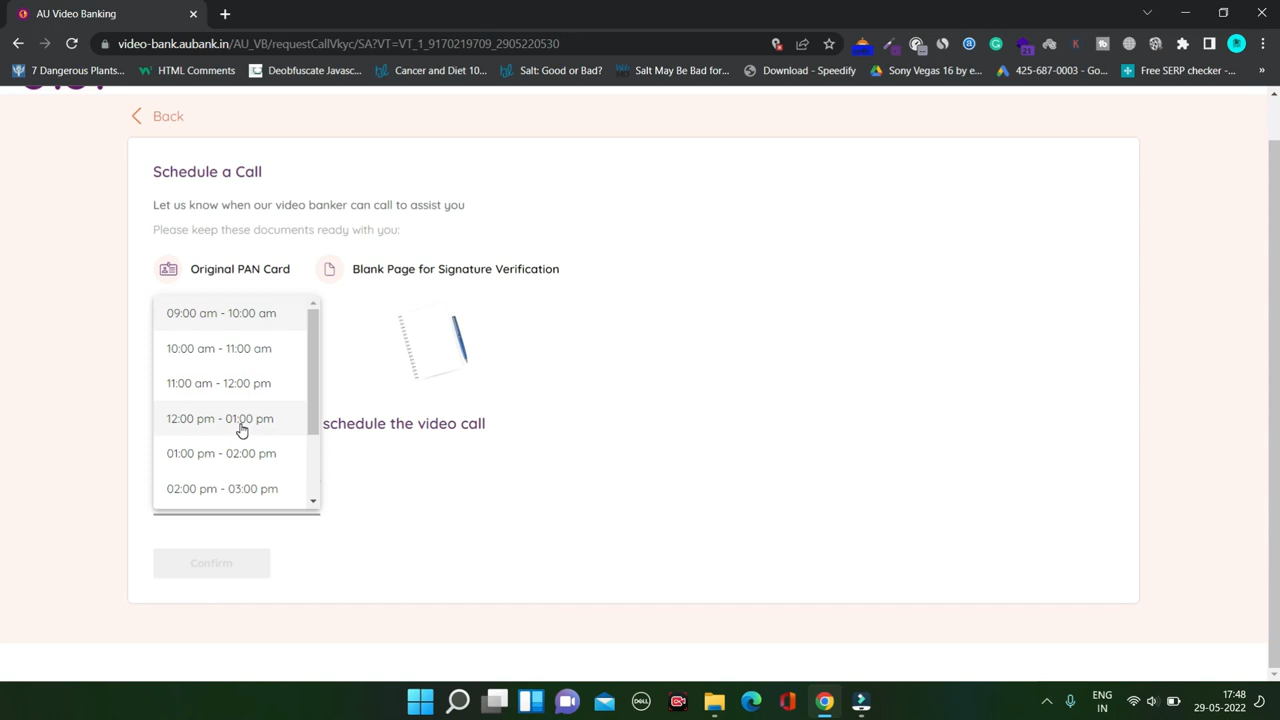 AU Video Banking
video-bank.aubank.in/AU_VB/requestCallVkyc/SA?VT=VT_1_9170219709_2905220530
7 Dangerous Plants... HTML Comments Deobfuscate Javasc... Cancer and Diet 10... Salt: Good or Bad? Salt May Be Bad for... Download - Speedify Sony Vegas 16 by e... 425-687-0003 - Go... Free SERP checker -... »
Back
Schedule a Call
Let us know when our video banker can call to assist you
Please keep these documents ready with you:
Original PAN Card Blank Page for Signature Verification
09:00 am - 10:00 am
10:00 am - 11:00 am
11:00 am - 12:00 pm
12:00 pm - 01:00 pm
schedule the video call
01:00 pm - 02:00 pm
02:00 pm - 03:00 pm
Confirm
ENG 17:48
IN 29-05-2022